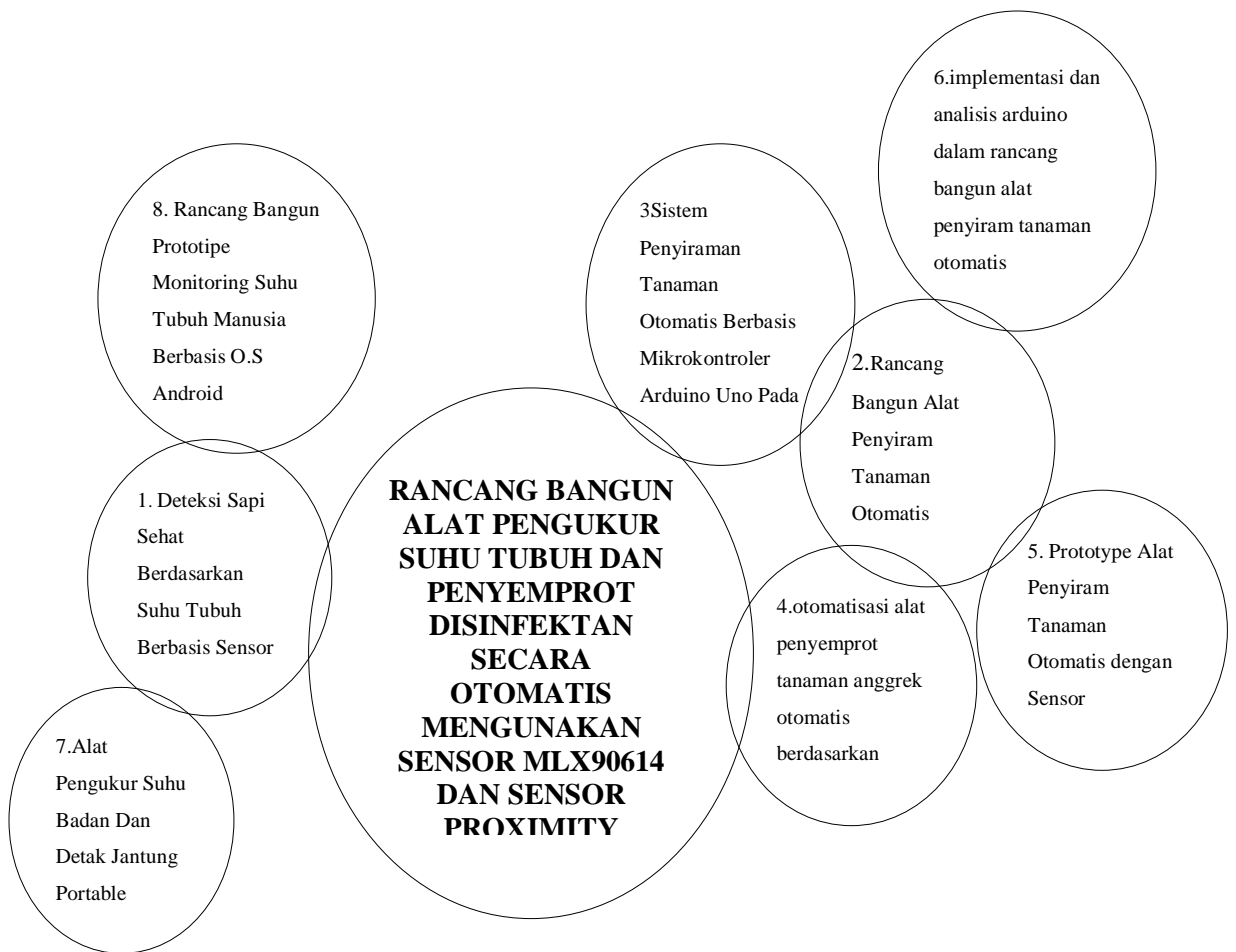 6.implementasi dan
analisis arduino
dalam rancang
bangun alat
penyiram tanaman
otomatis
8. Rancang Bangun
Prototipe
Monitoring Suhu
Tubuh Manusia
Berbasis O.S
Android
3Sistem
Penyiraman
Tanaman
Otomatis Berbasis
Mikrokontroler
Arduino Uno Pada
2.Rancang
Bangun Alat
Penyiram
Tanaman
Otomatis
1. Deteksi Sapi
Sehat
Berdasarkan
Suhu Tubuh
Berbasis Sensor
RANCANG BANGUN
ALAT PENGUKUR
SUHU TUBUH DAN
PENYEMPROT
DISINFEKTAN
SECARA
OTOMATIS
MENGUNAKAN
SENSOR MLX90614
DAN SENSOR
PROXIMITY
5. Prototype Alat
Penyiram
Tanaman
Otomatis dengan
Sensor
4.otomatisasi alat
penyemprot
tanaman anggrek
otomatis
berdasarkan
7.Alat
Pengukur Suhu
Badan Dan
Detak Jantung
Portable